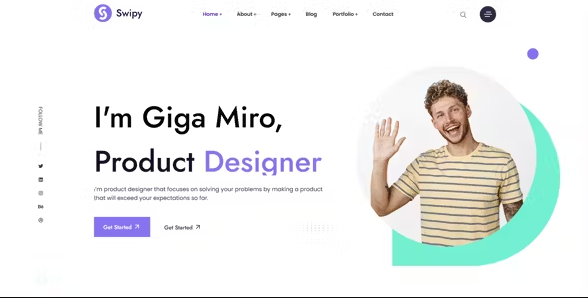 Swipy
Home +
About +
Pages +
Blog
Portfolio +
Contact
FOLLOW ME
I'm Giga Miro,
Product Designer
I'm product designer that focuses on solving your problems by making a product
that will exceed your expectations so far.
Get Started
Get Started
Bē